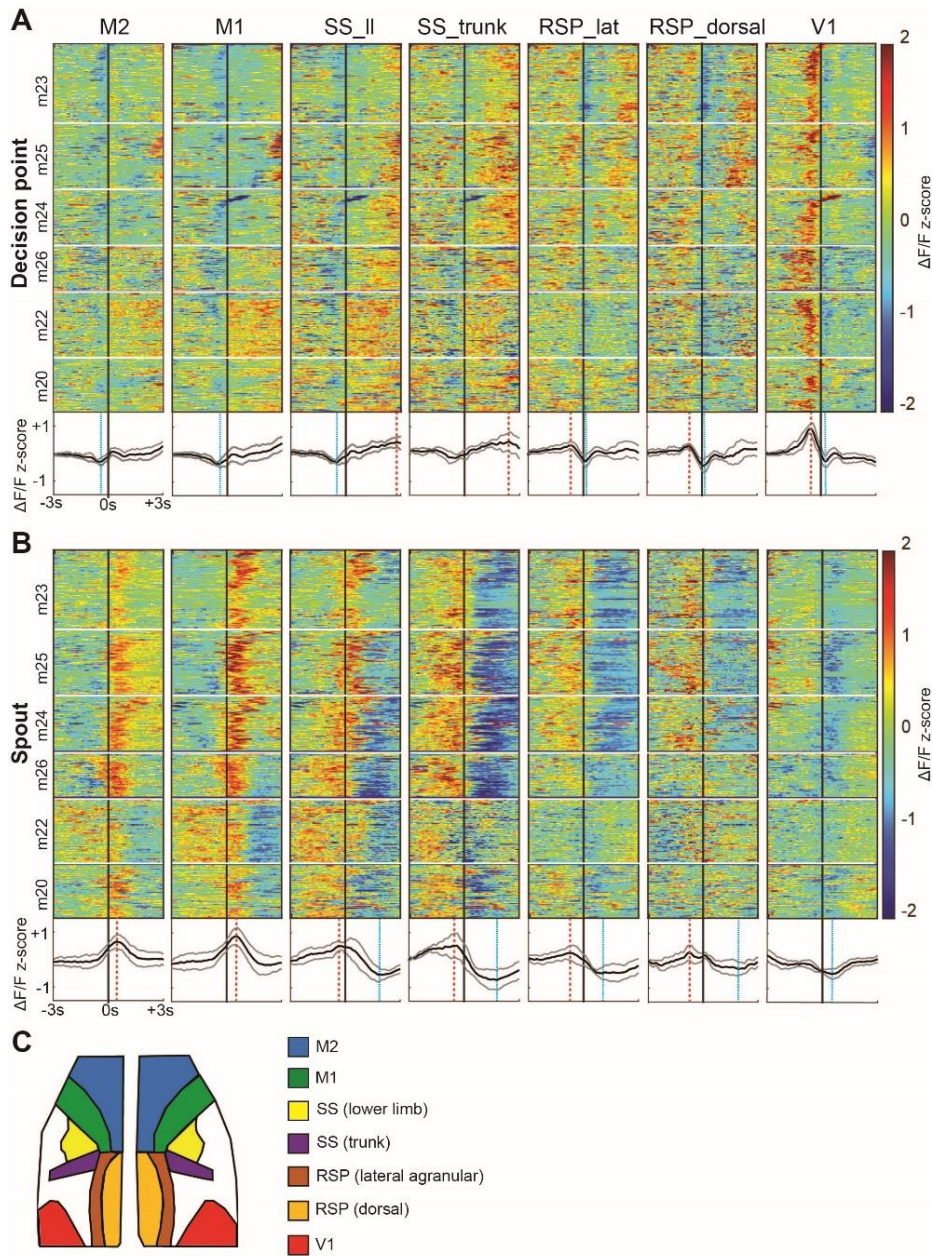 A
M2 M1 SS_ll SS_trunk RSP_lat RSP_dorsal V1
Decision point
m23
m25
m24
m26
m22
m20
2
1
0
-1
-2
ΔF/F z-score
+1
-1
ΔF/F z-score
-3s 0s +3s
B
Spout
m23
m25
m24
m26
m22
m20
2
1
0
-1
-2
ΔF/F z-score
+1
-1
ΔF/F z-score
-3s 0s +3s
C
M2
M1
SS (lower limb)
SS (trunk)
RSP (lateral agranular)
RSP (dorsal)
V1